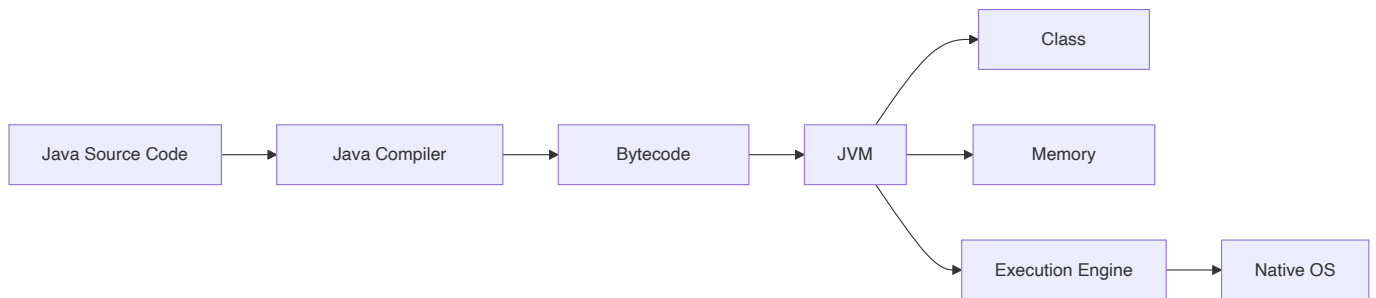 Class
Java Source Code
Java Compiler
Bytecode
JVM
Memory
Execution Engine
Native OS